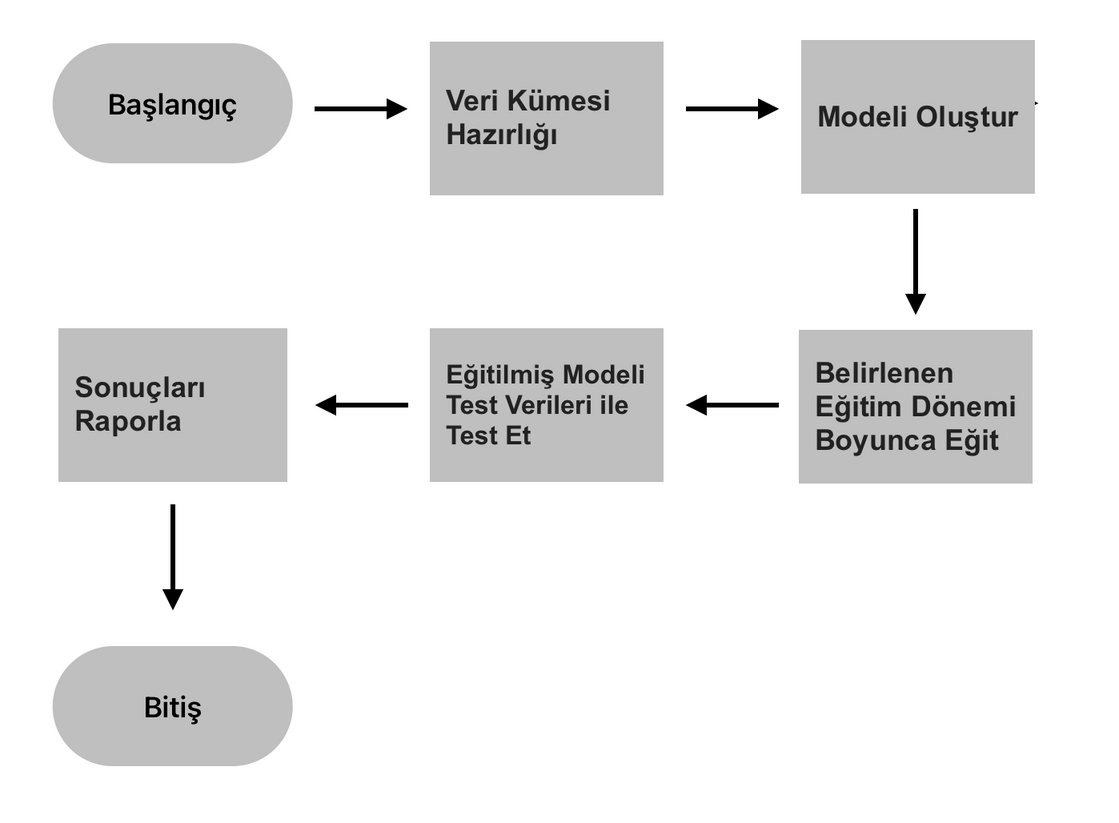 Başlangıç
Veri Kümesi
Hazırlığı
Modeli Oluştur
Belirlenen
Eğitim Dönemi
Boyunca Eğit
Eğitilmiş Modeli
Test Verileri ile
Test Et
Sonuçları
Raporla
Bitiş